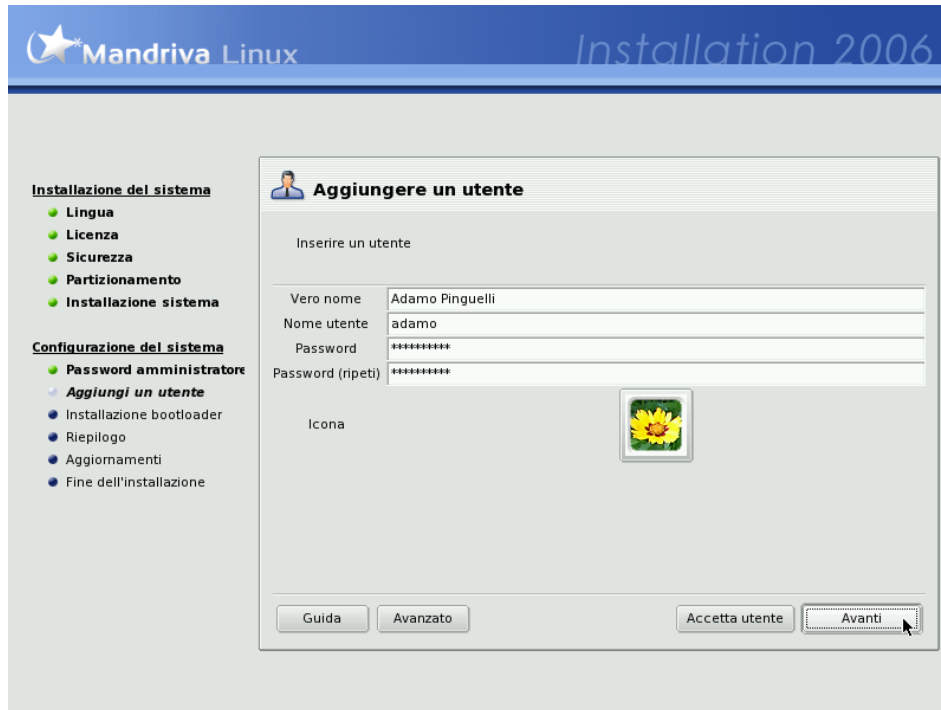 Mandriva Linux
Installation 2006
Installazione del sistema
Lingua
Licenza
Sicurezza
Partizionamento
Installazione sistema
Configurazione del sistema
Password amministratore
Aggiungi un utente
Installazione bootloader
Riepilogo
Aggiornamenti
Fine dell'installazione
Aggiungere un utente
Inserire un utente
Vero nome Adamo Pinguelli
Nome utente adamo
Password **********
Password (ripeti) **********
Icona
Guida Avanzato Accetta utente Avanti